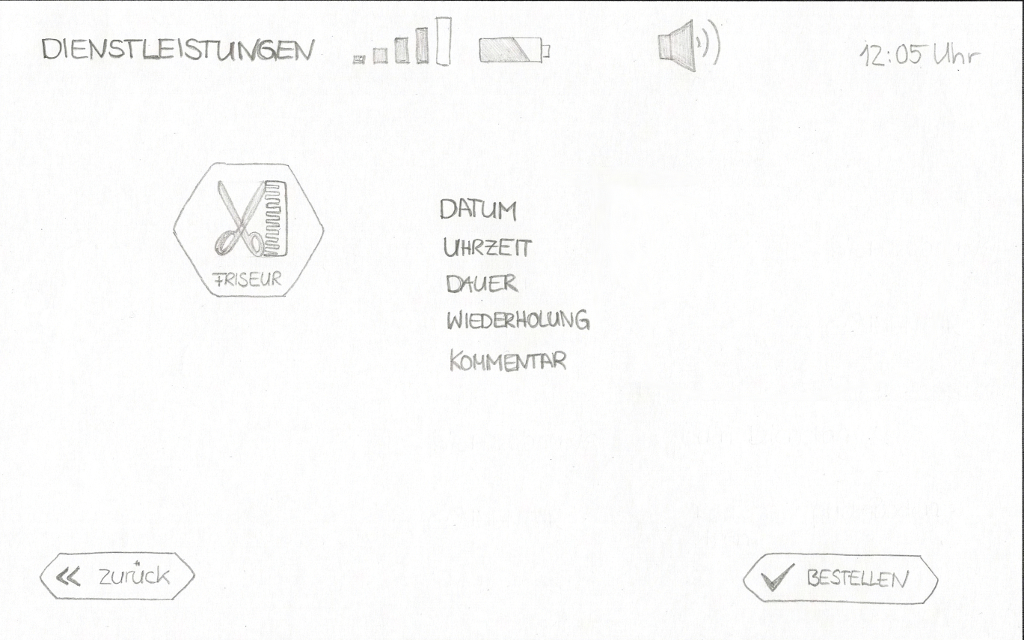 DIENSTLEISTUNGEN
12:05 Uhr
FRISEUR
DATUM
UHRZEIT
DAUER
WIEDERHOLUNG
KOMMENTAR
<< zurück
✓ BESTELLEN